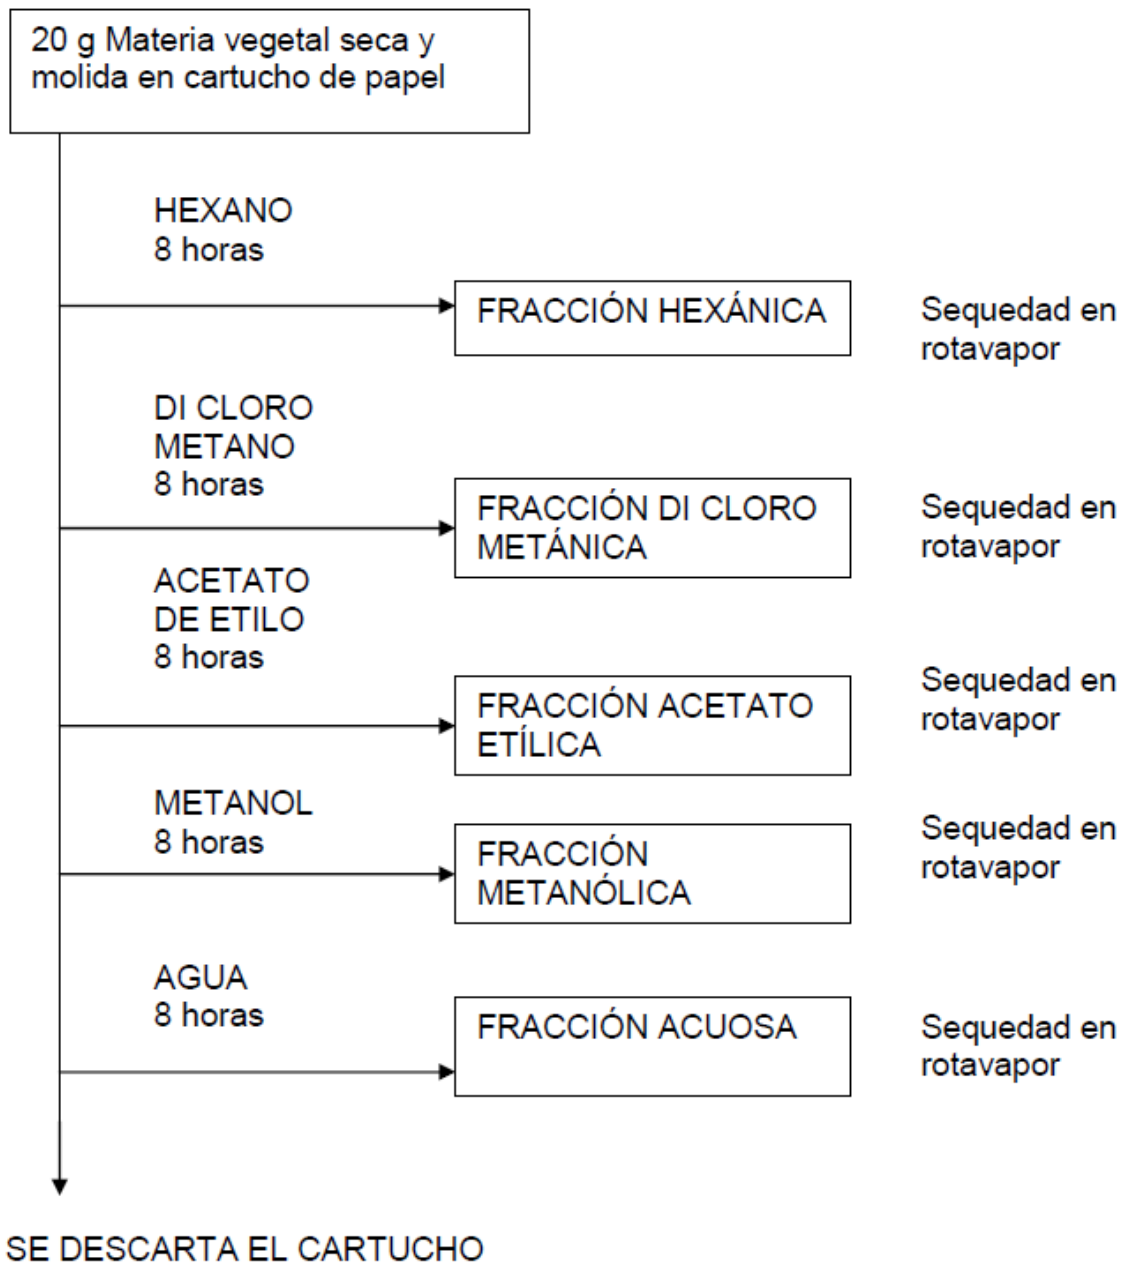 20 g Materia vegetal seca y
molida en cartucho de papel
HEXANO
8 horas
FRACCIÓN HEXÁNICA
Sequedad en
rotavapor
DI CLORO
METANO
8 horas
FRACCIÓN DI CLORO
METÁNICA
Sequedad en
rotavapor
ACETATO
DE ETILO
8 horas
FRACCIÓN ACETATO
ETÍLICA
Sequedad en
rotavapor
METANOL
8 horas
FRACCIÓN
METANÓLICA
Sequedad en
rotavapor
AGUA
8 horas
FRACCIÓN ACUOSA
Sequedad en
rotavapor
SE DESCARTA EL CARTUCHO